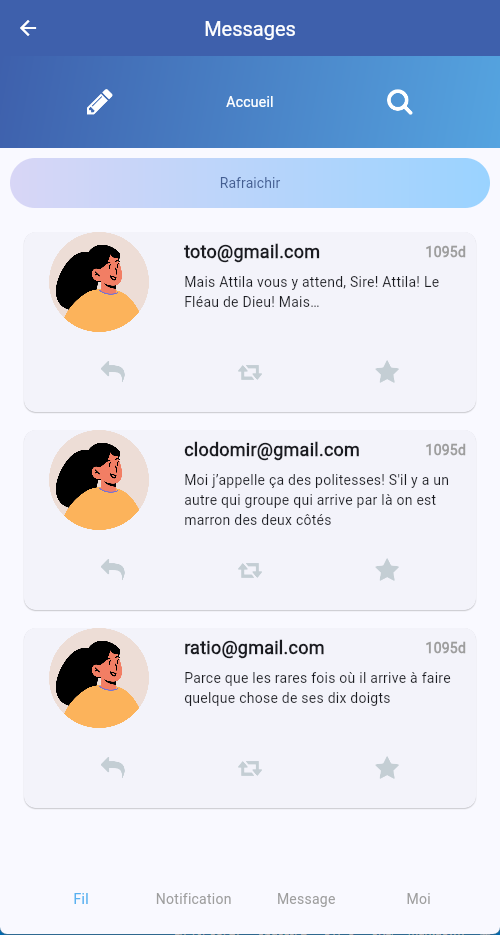 Messages
Accueil
Rafraichir
toto@gmail.com 1095d
Mais Attila vous y attend, Sire! Attila! Le
Fléau de Dieu! Mais…
clodomir@gmail.com 1095d
Moi j’appelle ça des politesses! S'il y a un
autre qui groupe qui arrive par là on est
marron des deux côtés
ratio@gmail.com 1095d
Parce que les rares fois où il arrive à faire
quelque chose de ses dix doigts
Fil Notification Message Moi